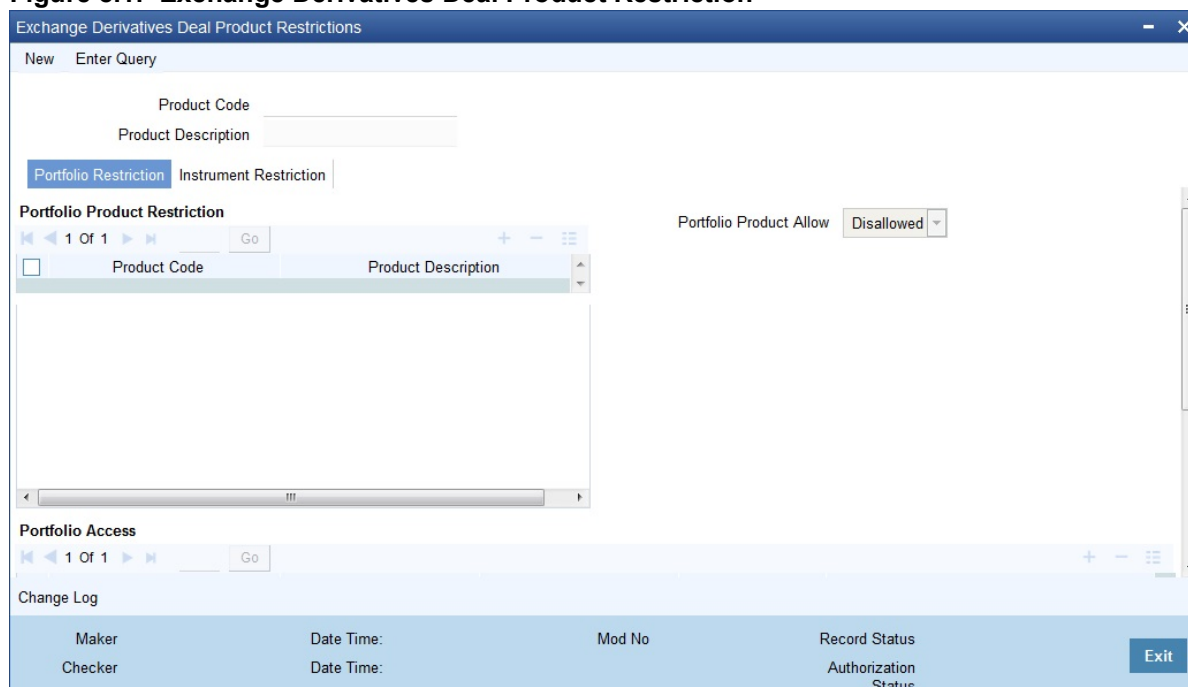 Figure 3.1: Exchange Derivatives Deal Product Restriction
Exchange Derivatives Deal Product Restrictions
New Enter Query
Product Code
Product Description
Portfolio Restriction Instrument Restriction
Portfolio Product Restriction
Portfolio Product Allow Disallowed
1 Of 1 Go
Product Code Product Description
Portfolio Access
1 Of 1 Go
Change Log
Maker Date Time: Mod No Record Status
Exit
Checker Date Time: Authorization
Status